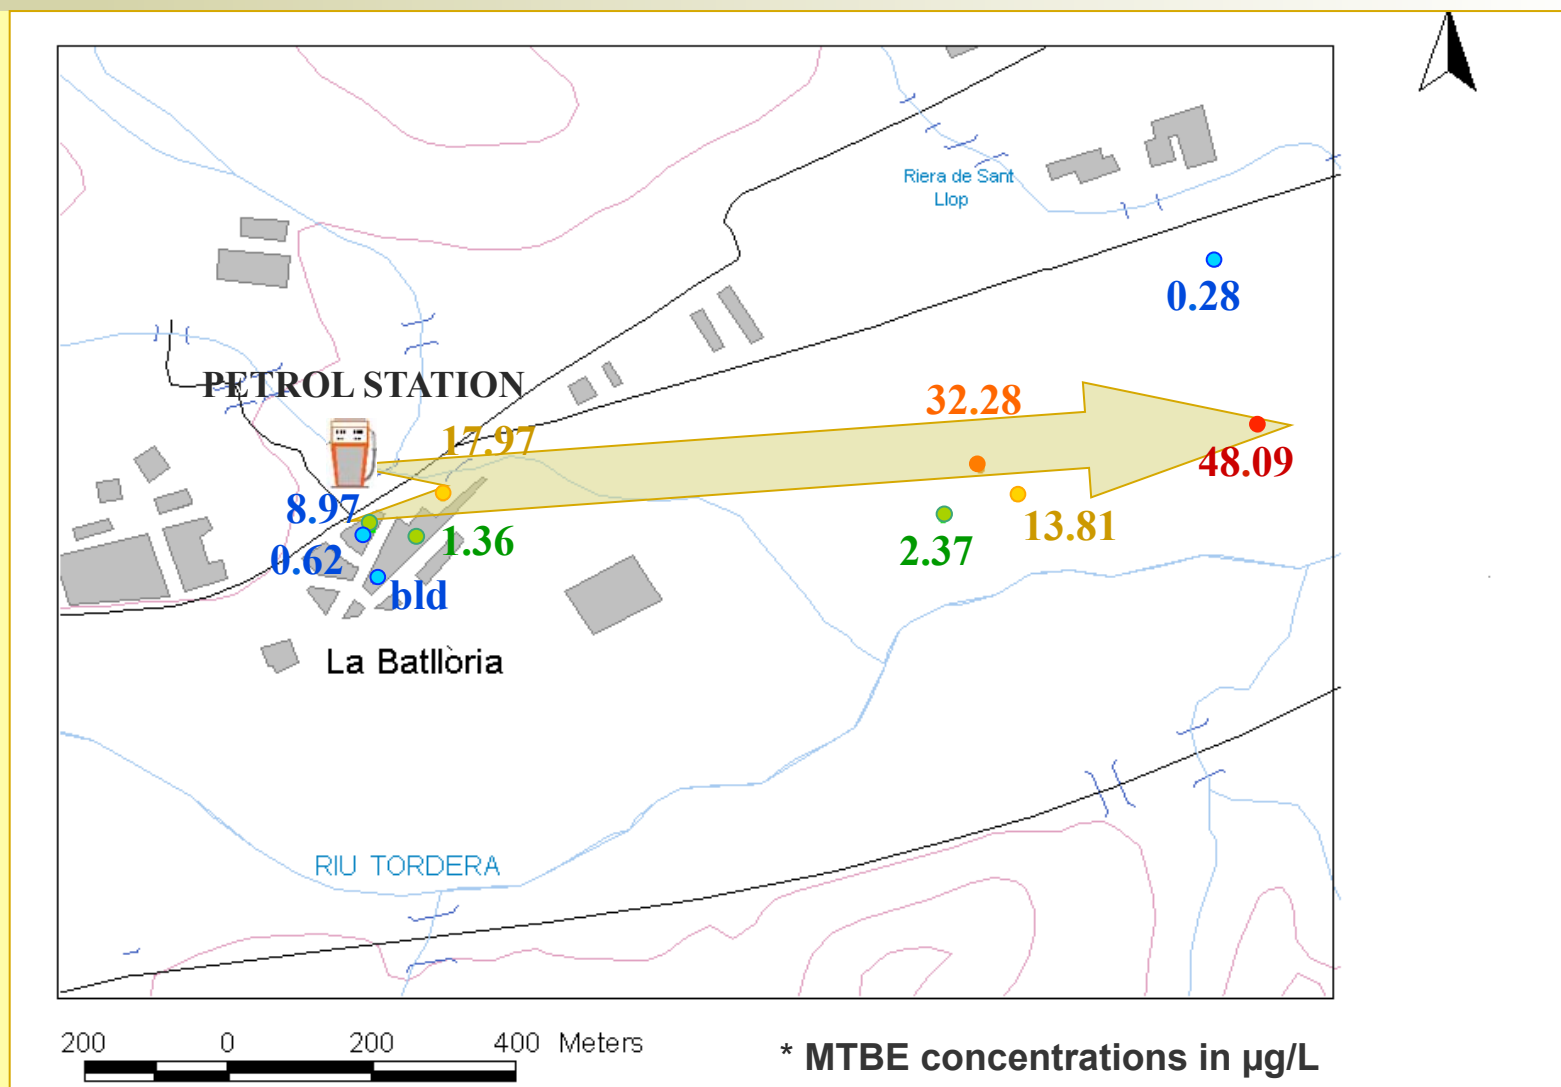 Riera de Sant
Llop
0.28
PETROL STATION
32.28
17.97
48.09
8.97
13.81
1.36
2.37
0.62
bld
La Batllòria
RIU TORDERA
200 0 200 400 Meters
* MTBE concentrations in µg/L